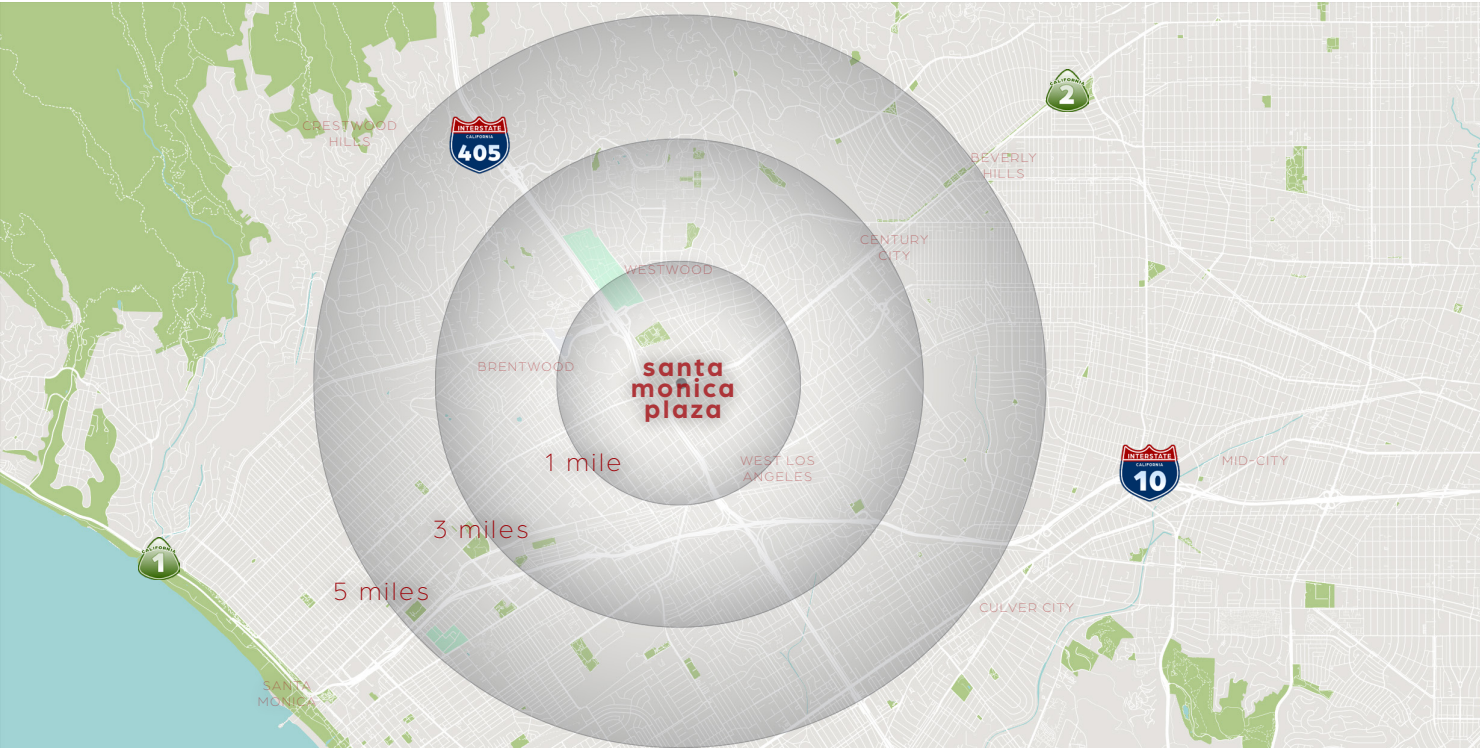 CALIFORNIA
2
INTERSTATE
CALIFORNIA
405
CRESTWOOD
HILLS
BEVERLY
HILLS
CENTURY
CITY
WESTWOOD
BRENTWOOD
santa
monica
plaza
1 mile
WEST LOS
ANGELES
INTERSTATE
CALIFORNIA
10
MID-CITY
3 miles
CALIFORNIA
1
5 miles
CULVER CITY
SANTA
MONICA